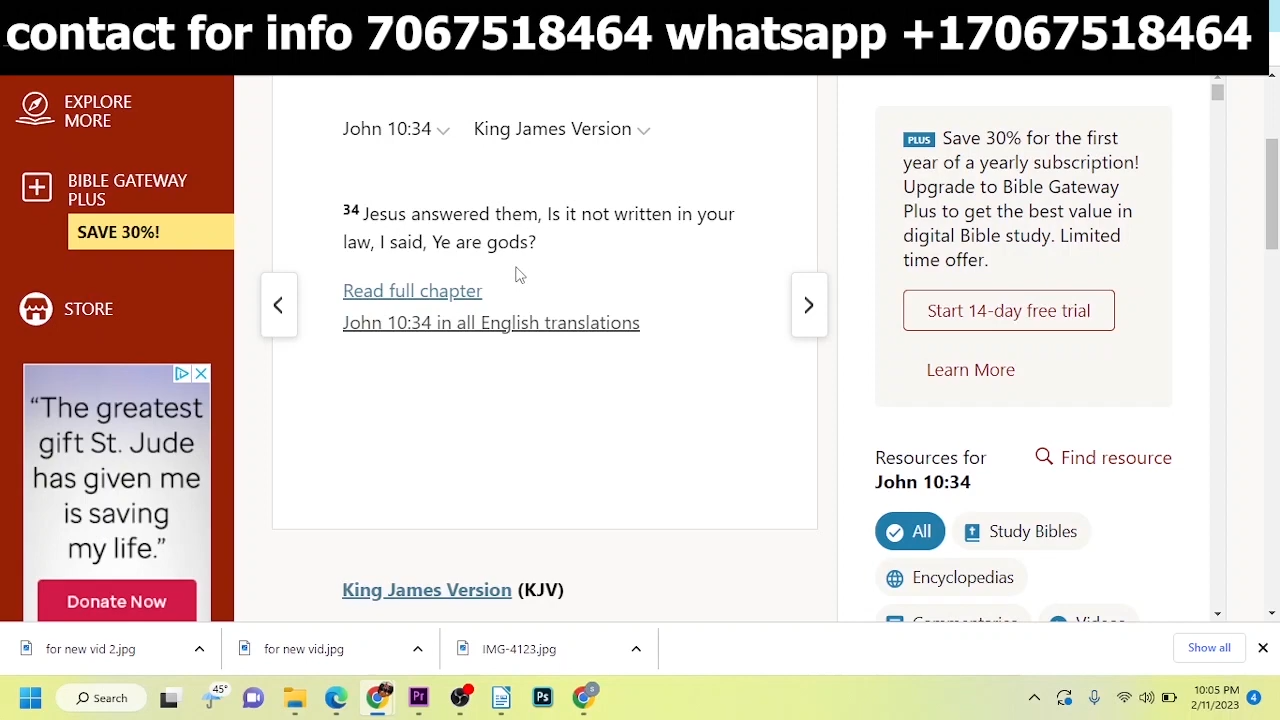 contact for info 7067518464 whatsapp +17067518464
EXPLORE
MORE
BIBLE GATEWAY
PLUS
SAVE 30%!
STORE
“The greatest
gift St. Jude
has given me
is saving
my life.”
Donate Now
John 10:34
King James Version
34 Jesus answered them, Is it not written in your
law, I said, Ye are gods?
Read full chapter
John 10:34 in all English translations
King James Version (KJV)
PLUS Save 30% for the first
year of a yearly subscription!
Upgrade to Bible Gateway
Plus to get the best value in
digital Bible study. Limited
time offer.
Start 14-day free trial
Learn More
Resources for
John 10:34
Find resource
All
Study Bibles
Encyclopedias
Commentaries
Videos
for new vid 2.jpg
for new vid.jpg
IMG-4123.jpg
Show all
Search
45°
Pr
Ps
S
10:05 PM
2/11/2023
4